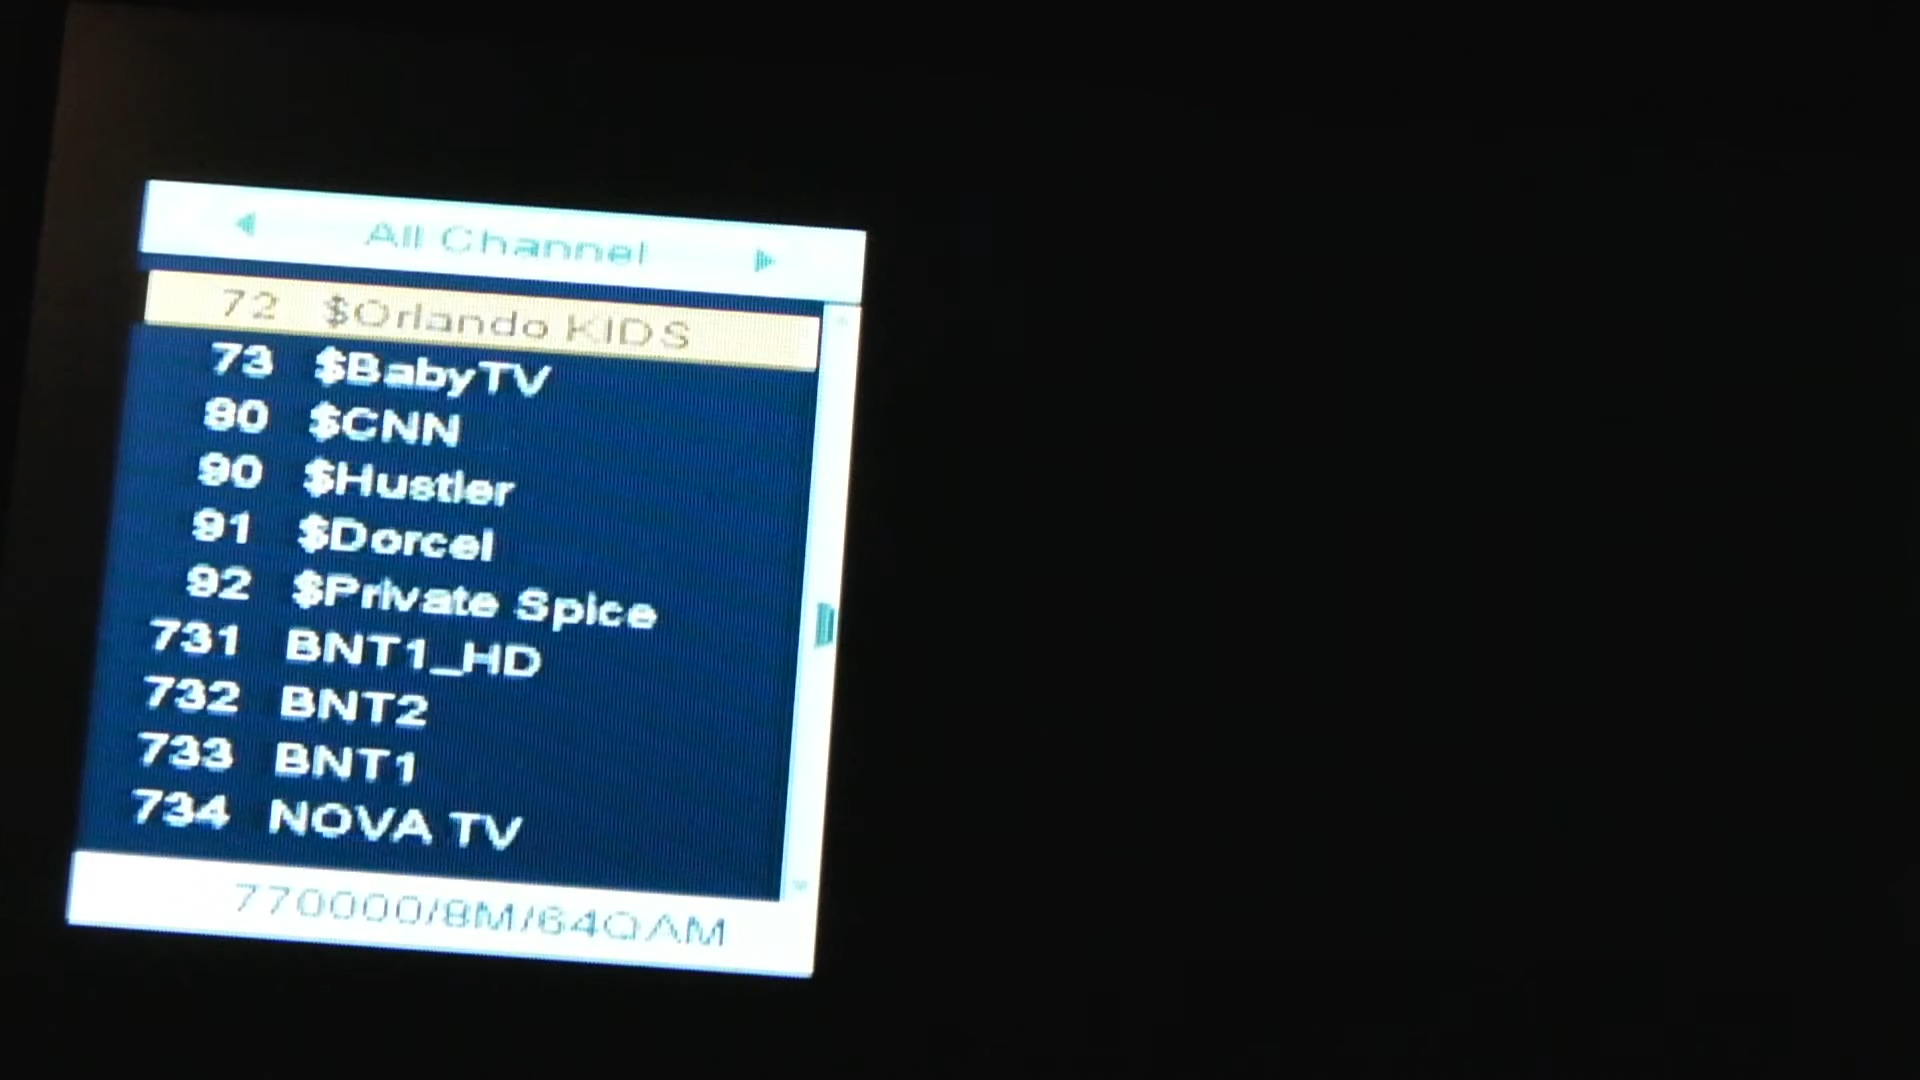 All Channel
72 $Orlando KIDS
73 $BabyTV
80 $CNN
90 $Hustler
91 $Dorcel
92 $Private Spice
731 BNT1_HD
732 BNT2
733 BNT1
734 NOVA TV
770000/8M/64QAM